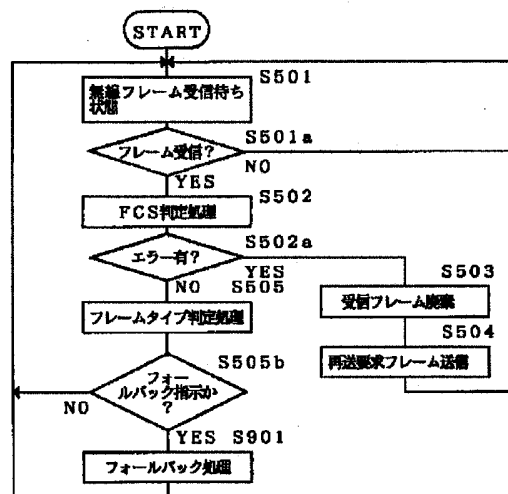 START
S501
無線フレーム受信待ち
状態
S501a
フレーム受信?
NO
YES
S502
FCS判定処理
S502a
エラー有?
YES
NO
S505
S503
フレームタイプ判定処理
受信フレーム廃棄
S504
再送要求フレーム送信
S505b
フォー
ルバック指示か
?
NO
YES S901
フォールバック処理